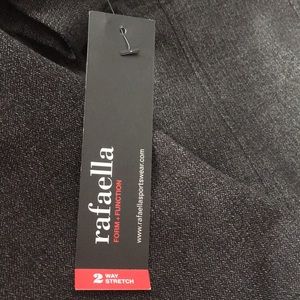 rafaella
FORM + FUNCTION
www.rafaellasportswear.com
2 WAY
STRETCH